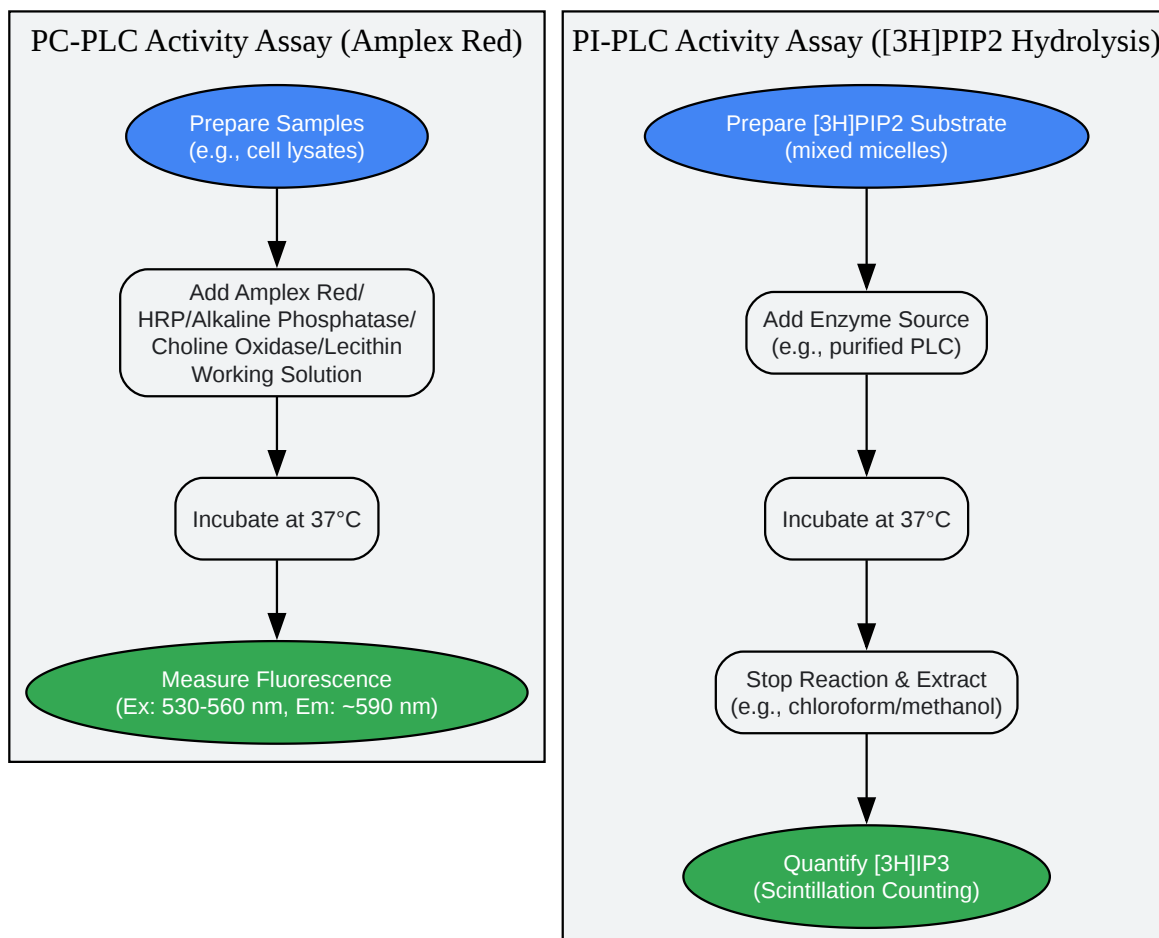 PC-PLC Activity Assay (Amplex Red)
Prepare Samples
(e.g., cell lysates)
Add Amplex Red/
HRP/Alkaline Phosphatase/
Choline Oxidase/Lecithin
Working Solution
Incubate at 37°C
Measure Fluorescence
(Ex: 530-560 nm, Em: ~590 nm)
PI-PLC Activity Assay ([3H]PIP2 Hydrolysis)
Prepare [3H]PIP2 Substrate
(mixed micelles)
Add Enzyme Source
(e.g., purified PLC)
Incubate at 37°C
Stop Reaction & Extract
(e.g., chloroform/methanol)
Quantify [3H]IP3
(Scintillation Counting)